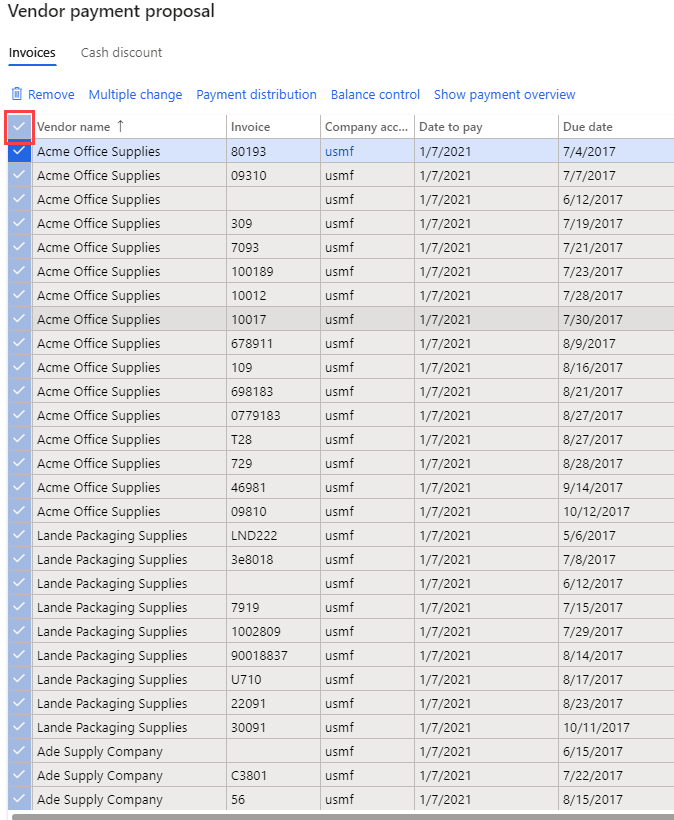 Vendor payment proposal
Invoices Cash discount
Remove Multiple change Payment distribution Balance control Show payment overview
Vendor name ↑ Invoice Company acc... Date to pay Due date
Acme Office Supplies 80193 usmf 1/7/2021 7/4/2017
Acme Office Supplies 09310 usmf 1/7/2021 7/7/2017
Acme Office Supplies usmf 1/7/2021 6/12/2017
Acme Office Supplies 309 usmf 1/7/2021 7/19/2017
Acme Office Supplies 7093 usmf 1/7/2021 7/21/2017
Acme Office Supplies 100189 usmf 1/7/2021 7/23/2017
Acme Office Supplies 10012 usmf 1/7/2021 7/28/2017
Acme Office Supplies 10017 usmf 1/7/2021 7/30/2017
Acme Office Supplies 678911 usmf 1/7/2021 8/9/2017
Acme Office Supplies 109 usmf 1/7/2021 8/16/2017
Acme Office Supplies 698183 usmf 1/7/2021 8/21/2017
Acme Office Supplies 0779183 usmf 1/7/2021 8/27/2017
Acme Office Supplies T28 usmf 1/7/2021 8/27/2017
Acme Office Supplies 729 usmf 1/7/2021 8/28/2017
Acme Office Supplies 46981 usmf 1/7/2021 9/14/2017
Acme Office Supplies 09810 usmf 1/7/2021 10/12/2017
Lande Packaging Supplies LND222 usmf 1/7/2021 5/6/2017
Lande Packaging Supplies 3e8018 usmf 1/7/2021 7/8/2017
Lande Packaging Supplies usmf 1/7/2021 6/12/2017
Lande Packaging Supplies 7919 usmf 1/7/2021 7/15/2017
Lande Packaging Supplies 1002809 usmf 1/7/2021 7/29/2017
Lande Packaging Supplies 90018837 usmf 1/7/2021 8/14/2017
Lande Packaging Supplies U710 usmf 1/7/2021 8/17/2017
Lande Packaging Supplies 22091 usmf 1/7/2021 8/23/2017
Lande Packaging Supplies 30091 usmf 1/7/2021 10/11/2017
Ade Supply Company usmf 1/7/2021 6/15/2017
Ade Supply Company C3801 usmf 1/7/2021 7/22/2017
Ade Supply Company 56 usmf 1/7/2021 8/15/2017